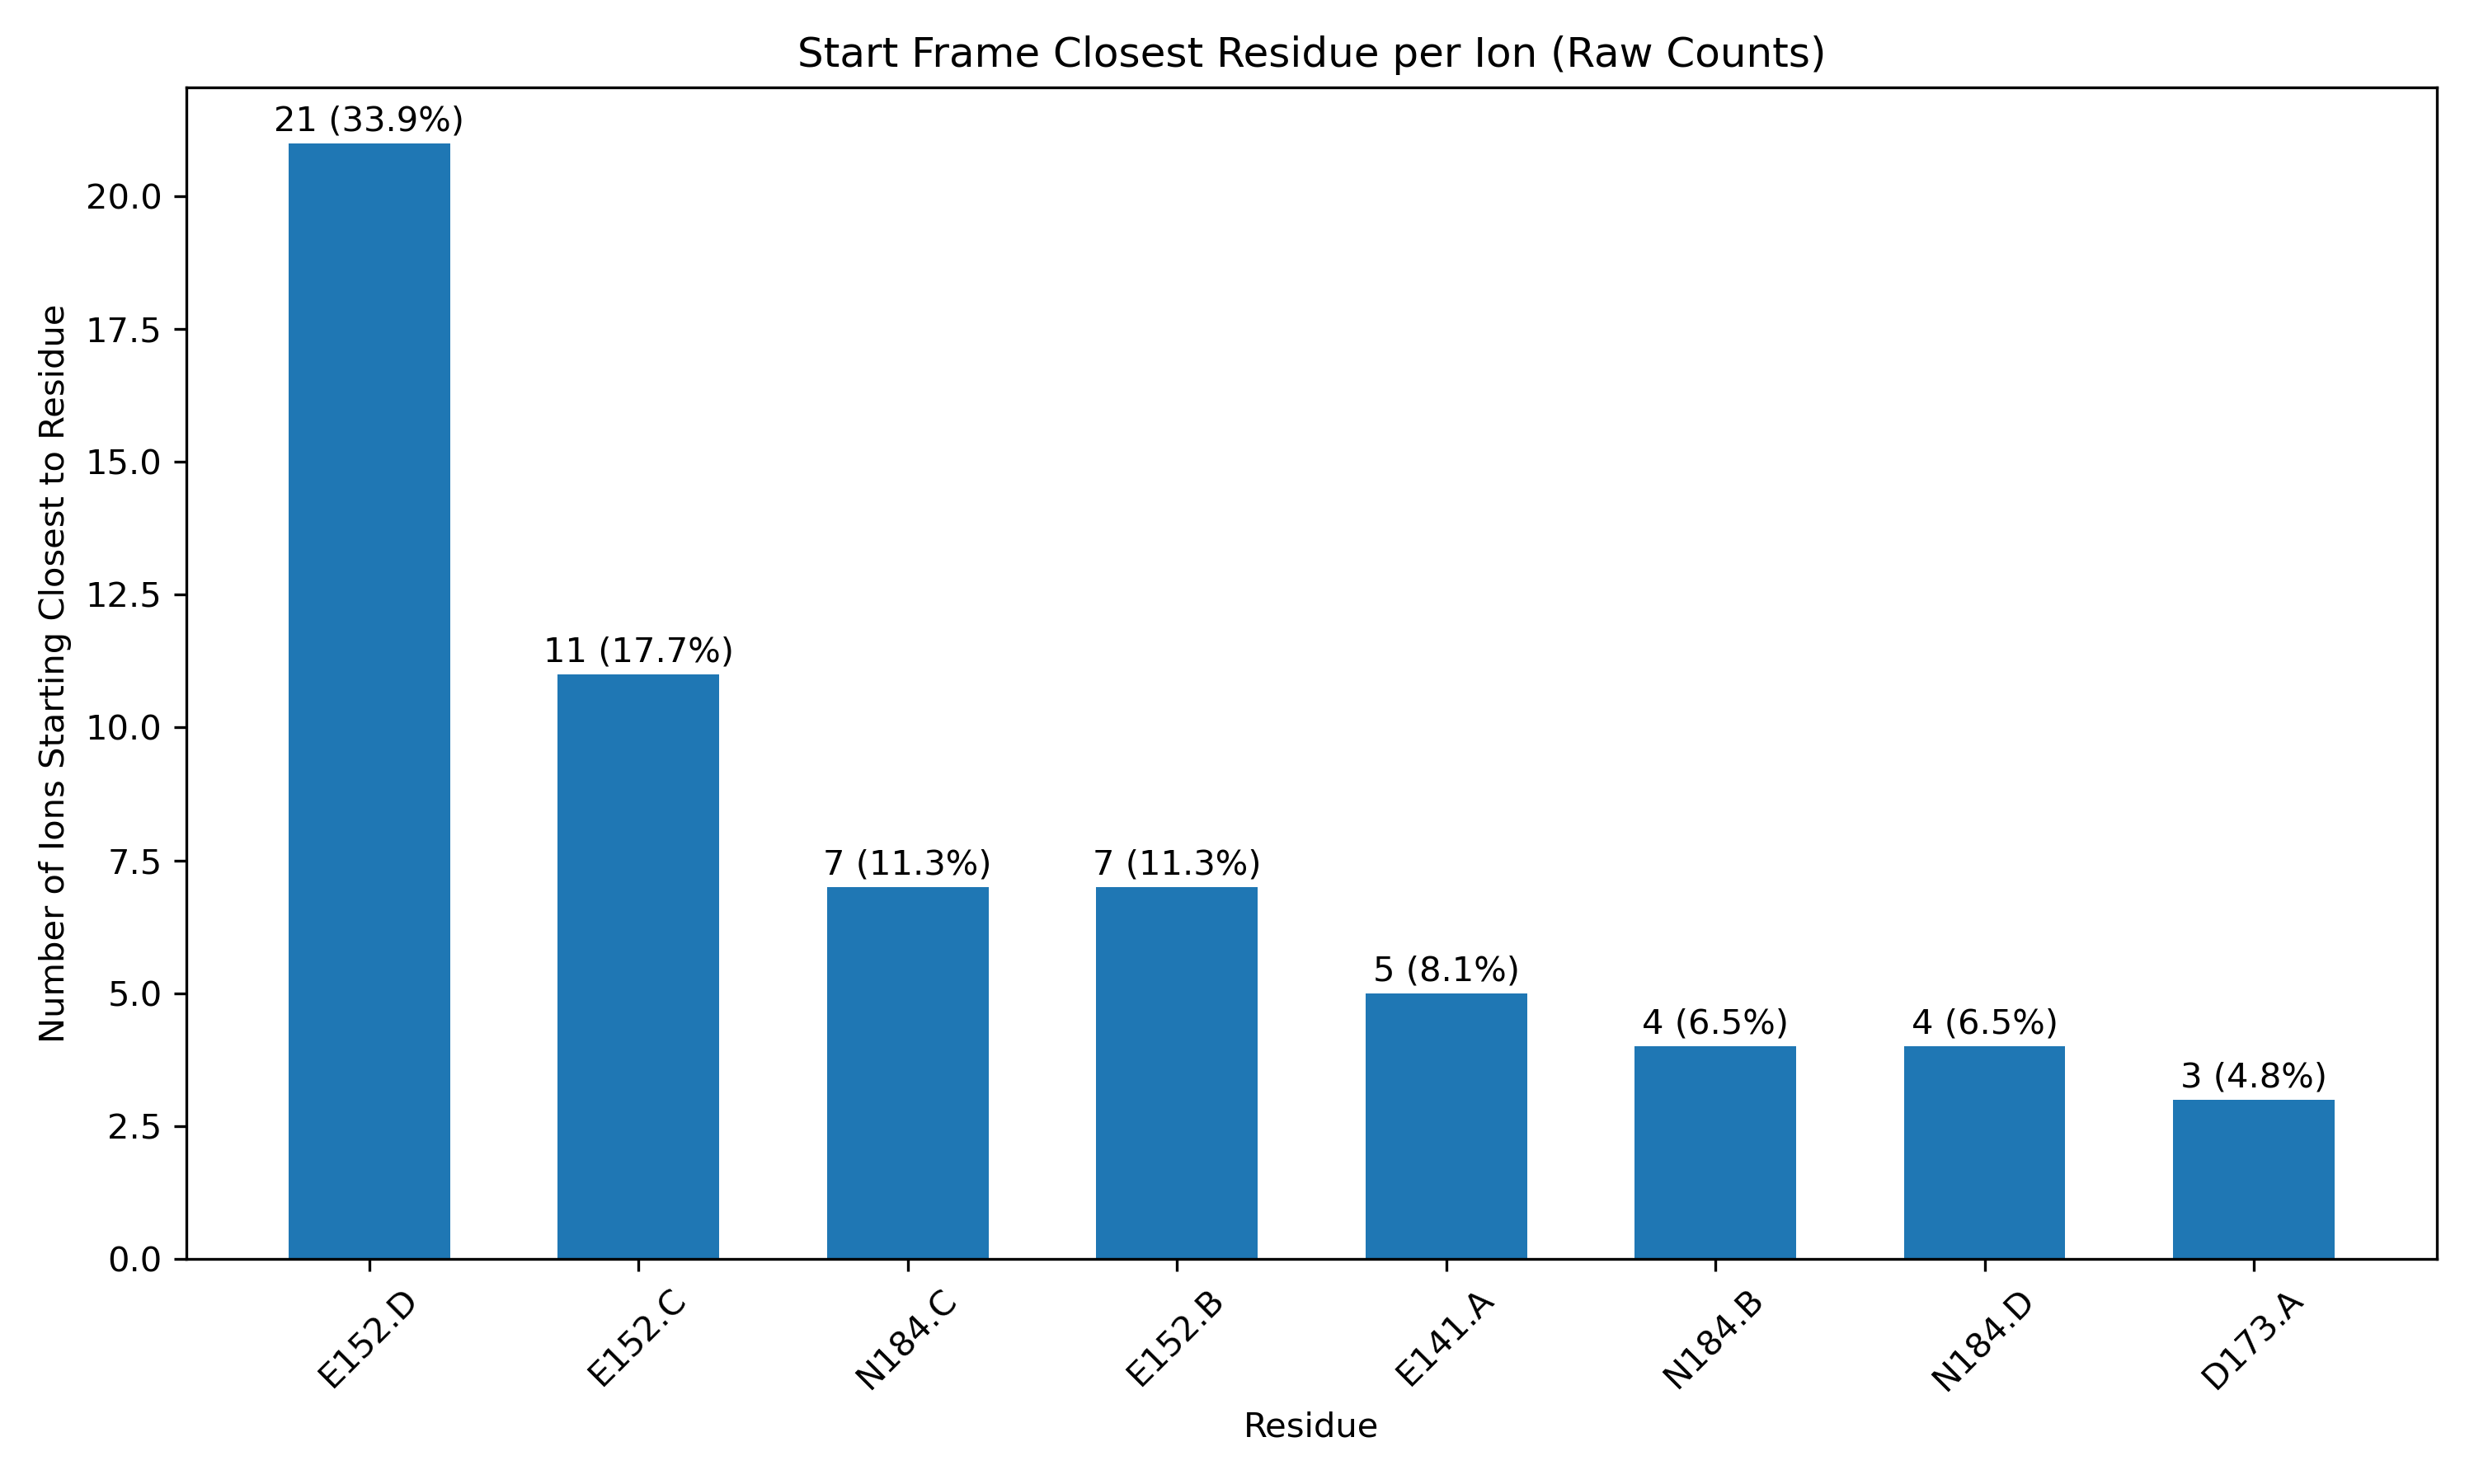 Start Frame Closest Residue per Ion (Raw Counts)
Number of Ions Starting Closest to Residue
20.0
17.5
15.0
12.5
10.0
7.5
5.0
2.5
0.0
21 (33.9%)
11 (17.7%)
7 (11.3%)
7 (11.3%)
5 (8.1%)
4 (6.5%)
4 (6.5%)
3 (4.8%)
E152.D
E152.C
N184.C
E152.B
E141.A
N184.B
N184.D
D173.A
Residue